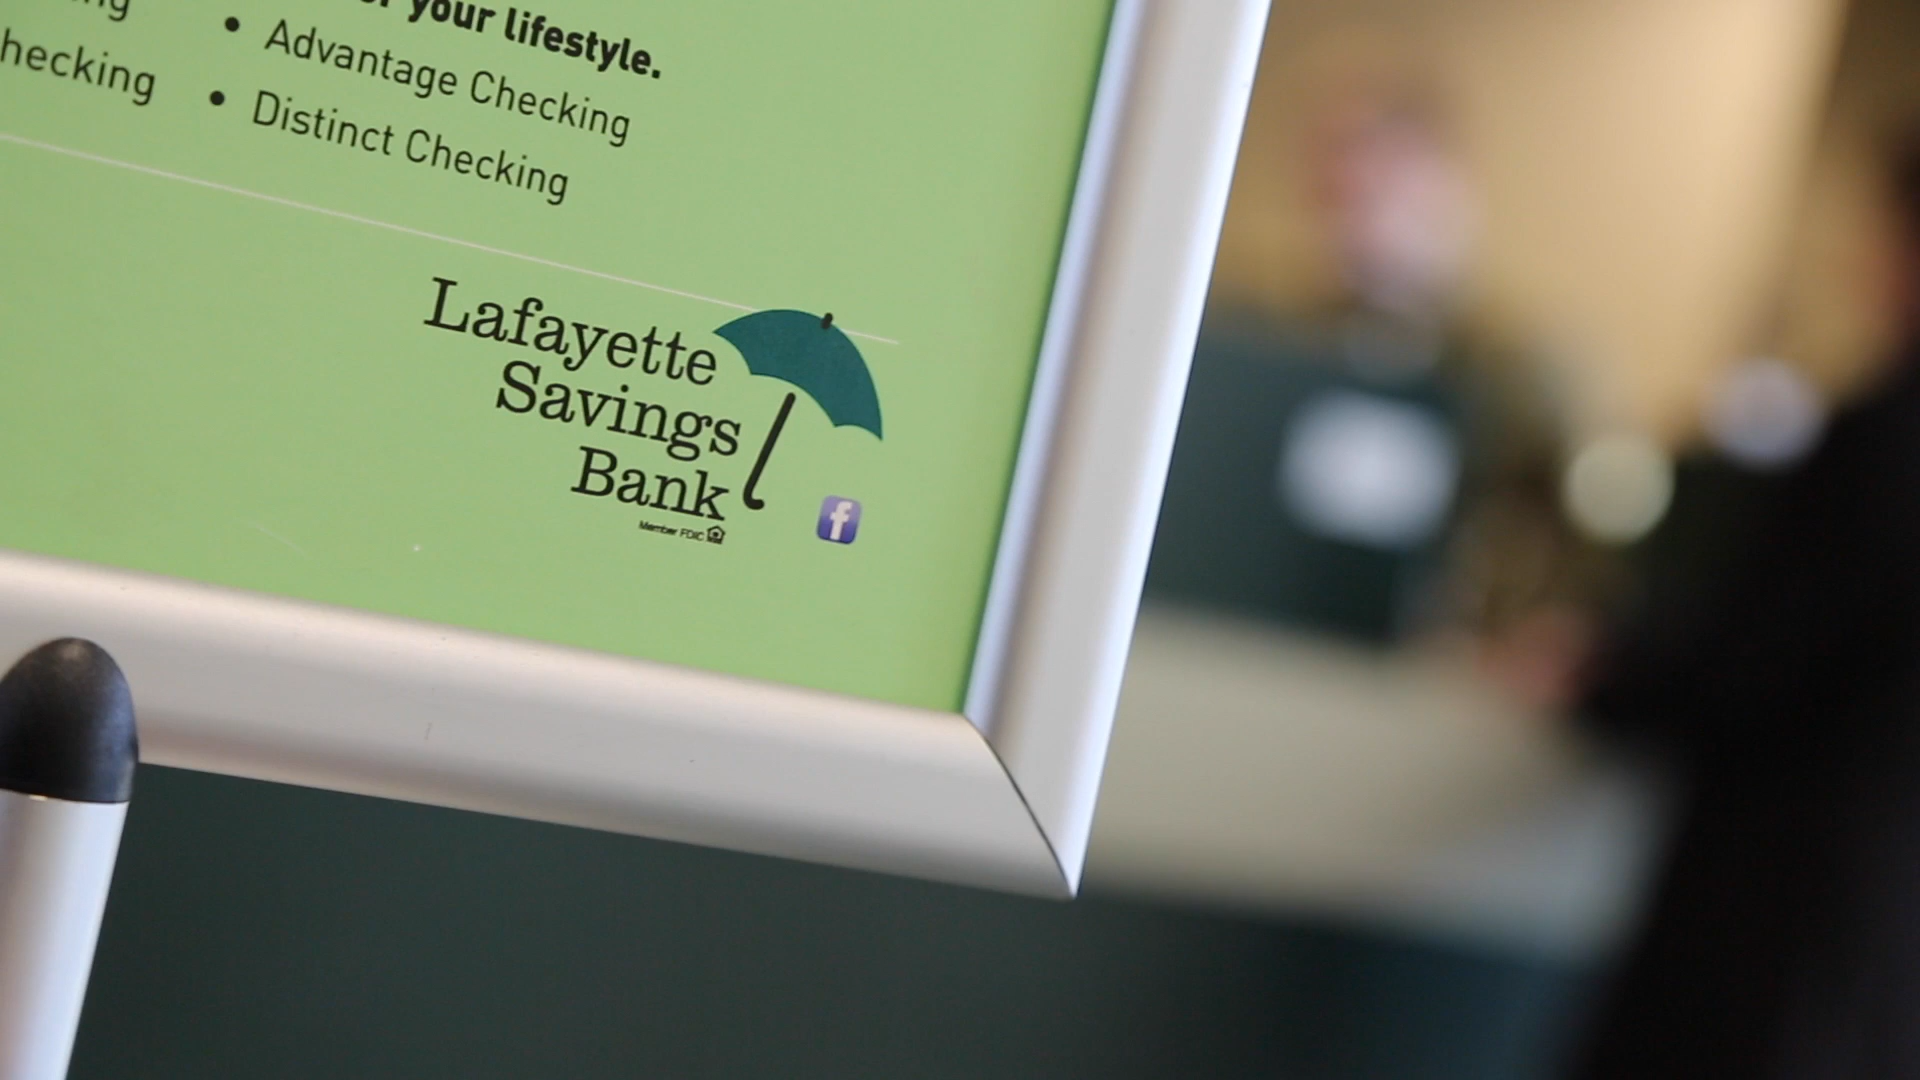 your lifestyle.
• Advantage Checking
hecking
• Distinct Checking
Lafayette
Savings
Bank
Member FDIC
f